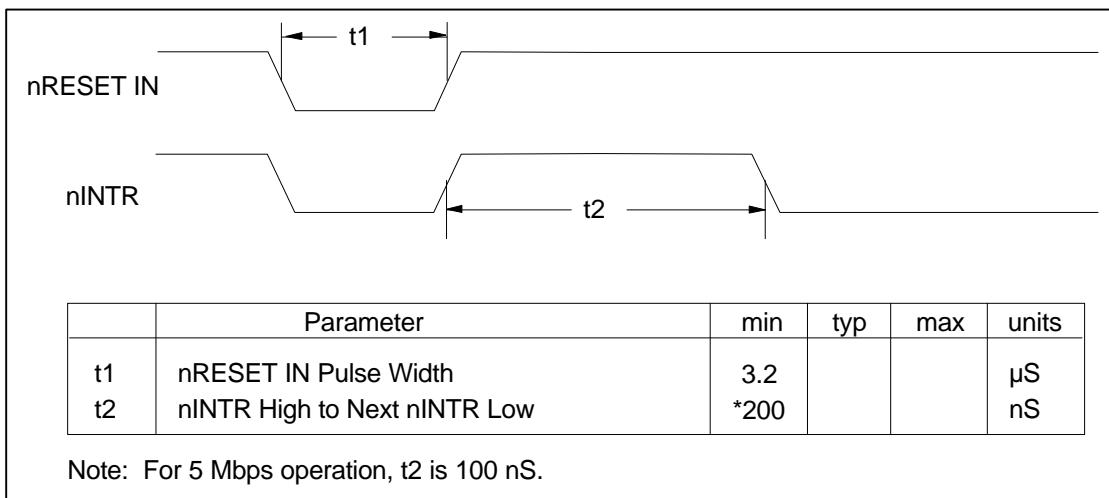 t1
nRESET IN
nINTR
t2
Parameter min typ max units
t1 nRESET IN Pulse Width 3.2 µS
t2 nINTR High to Next nINTR Low *200 nS
Note: For 5 Mbps operation, t2 is 100 nS.